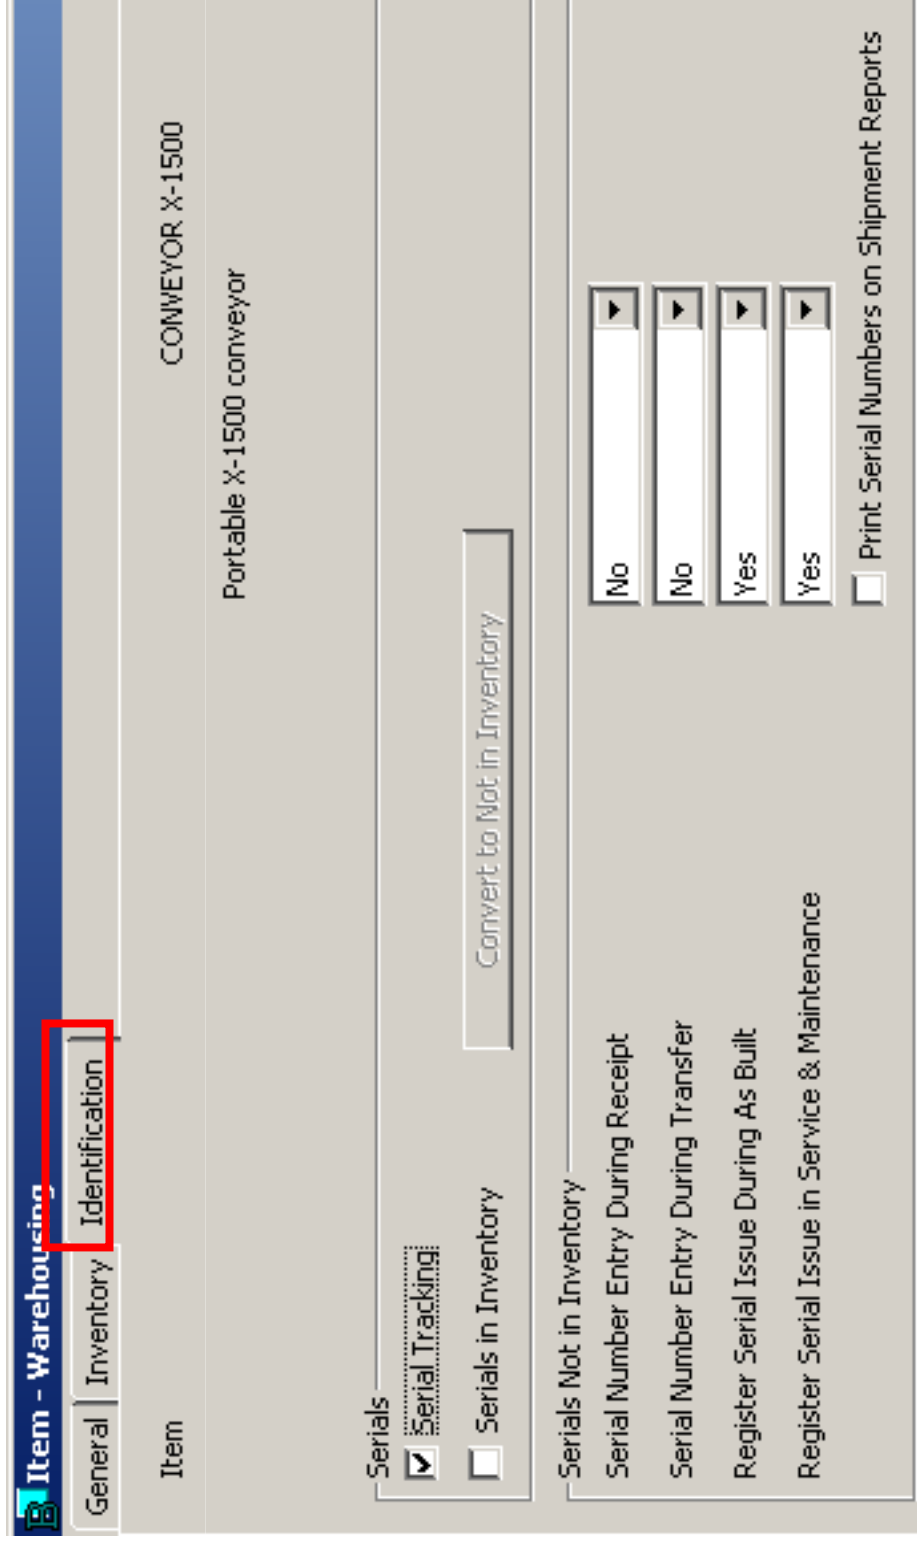 Item - Warehousing
General Inventory Identification
Item CONVEYOR X-1500
Portable X-1500 conveyor
Serials
Serial Tracking
Serials in Inventory Convert to Not in Inventory
Serials Not in Inventory
Serial Number Entry During Receipt No
Serial Number Entry During Transfer No
Register Serial Issue During As Built Yes
Register Serial Issue in Service & Maintenance Yes
Print Serial Numbers on Shipment Reports